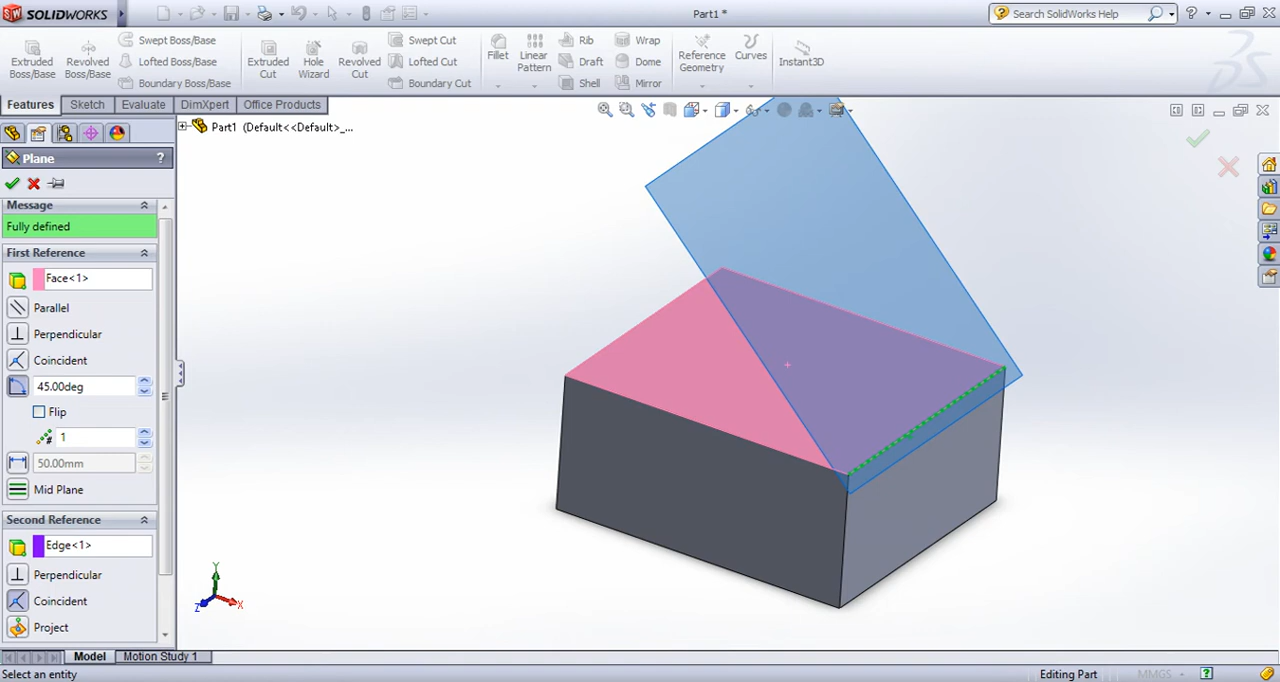 SOLIDWORKS
Part1 *
Search SolidWorks Help
?
Extruded Boss/Base
Revolved Boss/Base
Swept Boss/Base
Lofted Boss/Base
Boundary Boss/Base
Extruded Cut
Hole Wizard
Revolved Cut
Swept Cut
Lofted Cut
Boundary Cut
Fillet
Linear Pattern
Rib
Draft
Shell
Wrap
Dome
Mirror
Reference Geometry
Curves
Instant3D
Features Sketch Evaluate DimXpert Office Products
Part1 (Default<<Default>_...
Plane ?
Message
Fully defined
First Reference
Face<1>
Parallel
Perpendicular
Coincident
45.00deg
Flip
1
50.00mm
Mid Plane
Second Reference
Edge<1>
Perpendicular
Coincident
Project
Y
Z X
Model Motion Study 1
Select an entity Editing Part MMGS ?